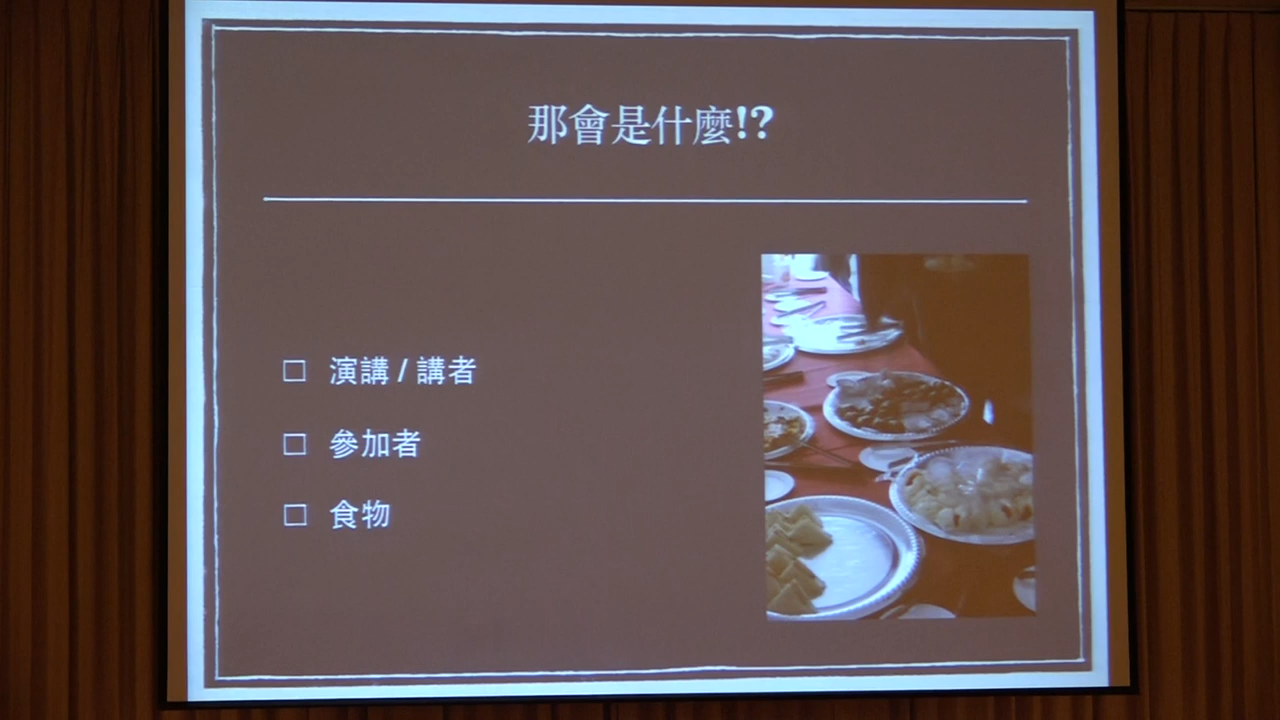 那會是什麼!?
□ 演講 / 講者
□ 參加者
□ 食物